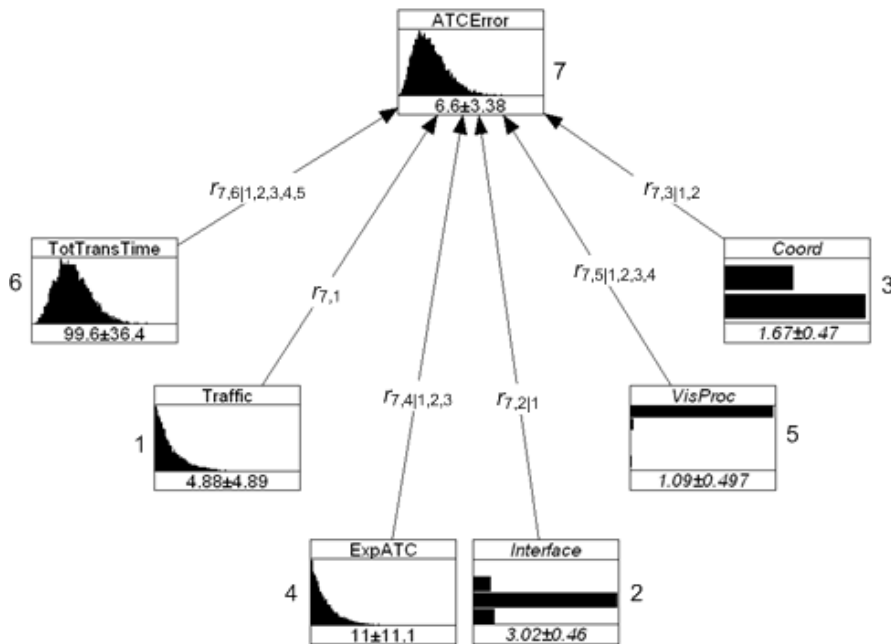 ATCError
7
6.6±3.38
r7,6|1,2,3,4,5
r7,3|1,2
TotTransTime
Coord
r7,5|1,2,3,4
6
3
r7,1
99.6±36.4
1.67±0.47
Traffic
VisProc
r7,4|1,2,3
r7,2|1
1
5
4.88±4.89
1.09±0.497
ExpATC
Interface
4
2
11±11.1
3.02±0.46